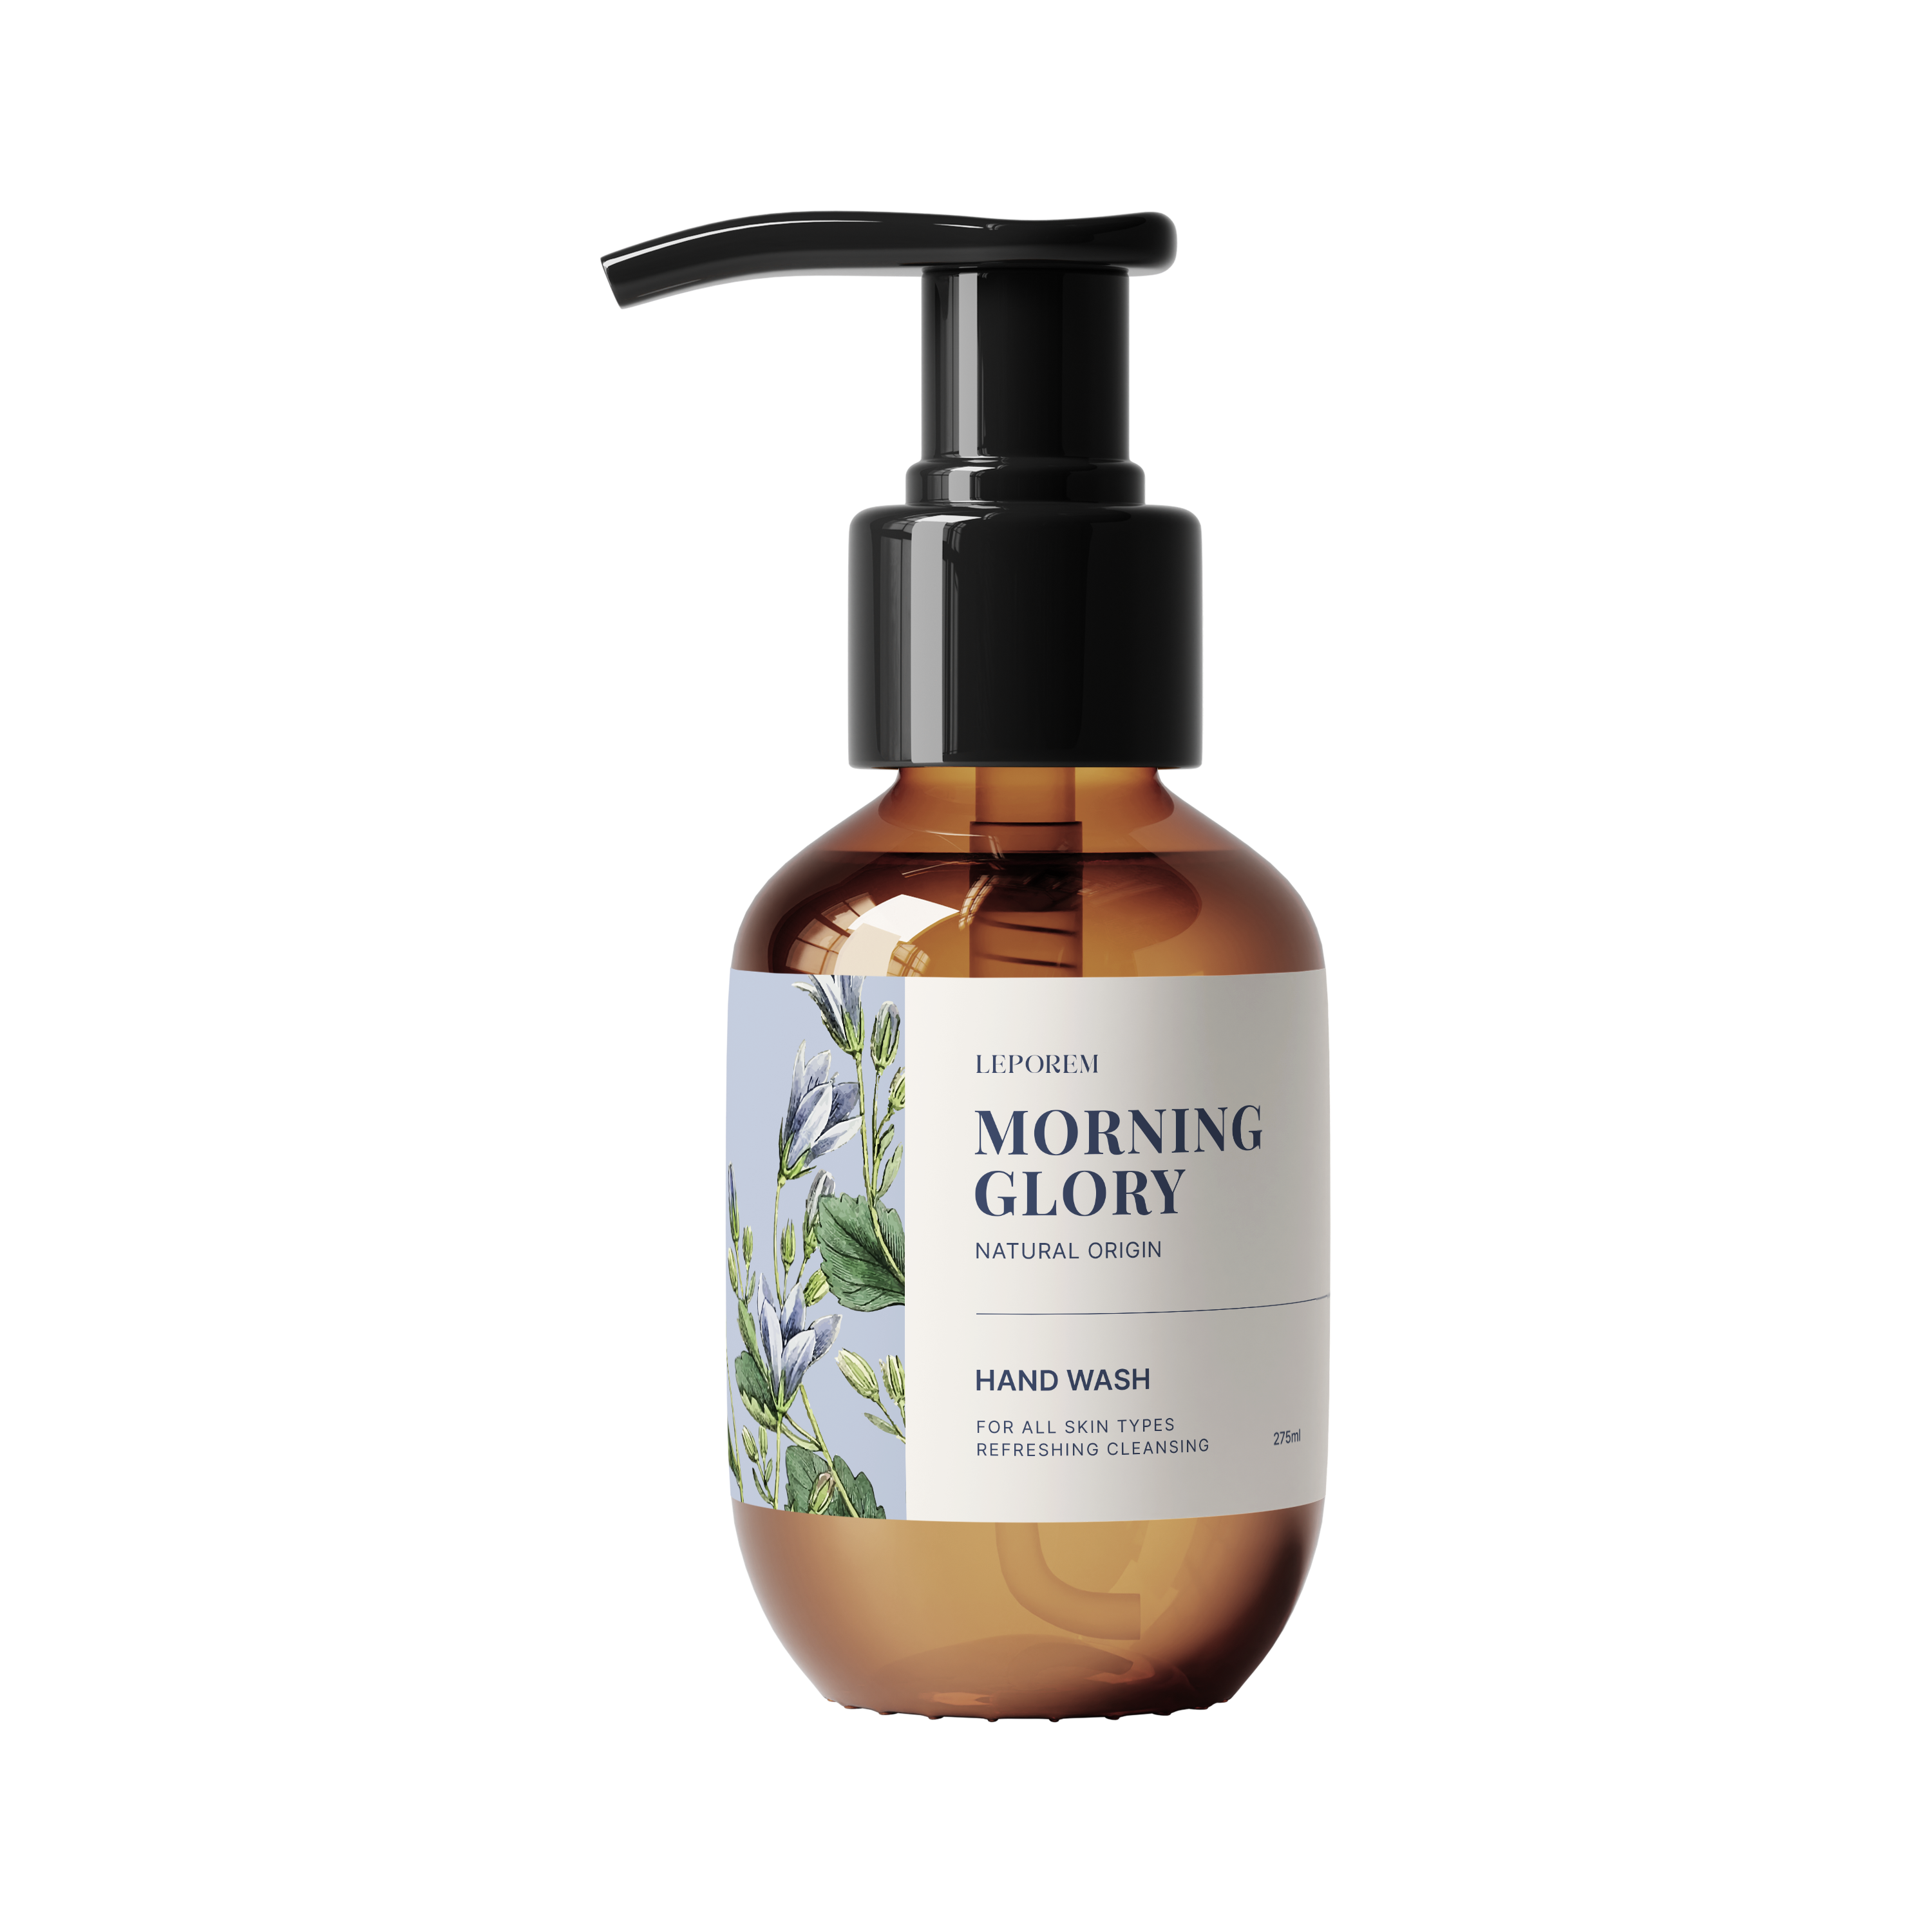 LEPOREM
MORNING
GLORY
NATURAL ORIGIN
HAND WASH
FOR ALL SKIN TYPES
REFRESHING CLEANSING
275ml